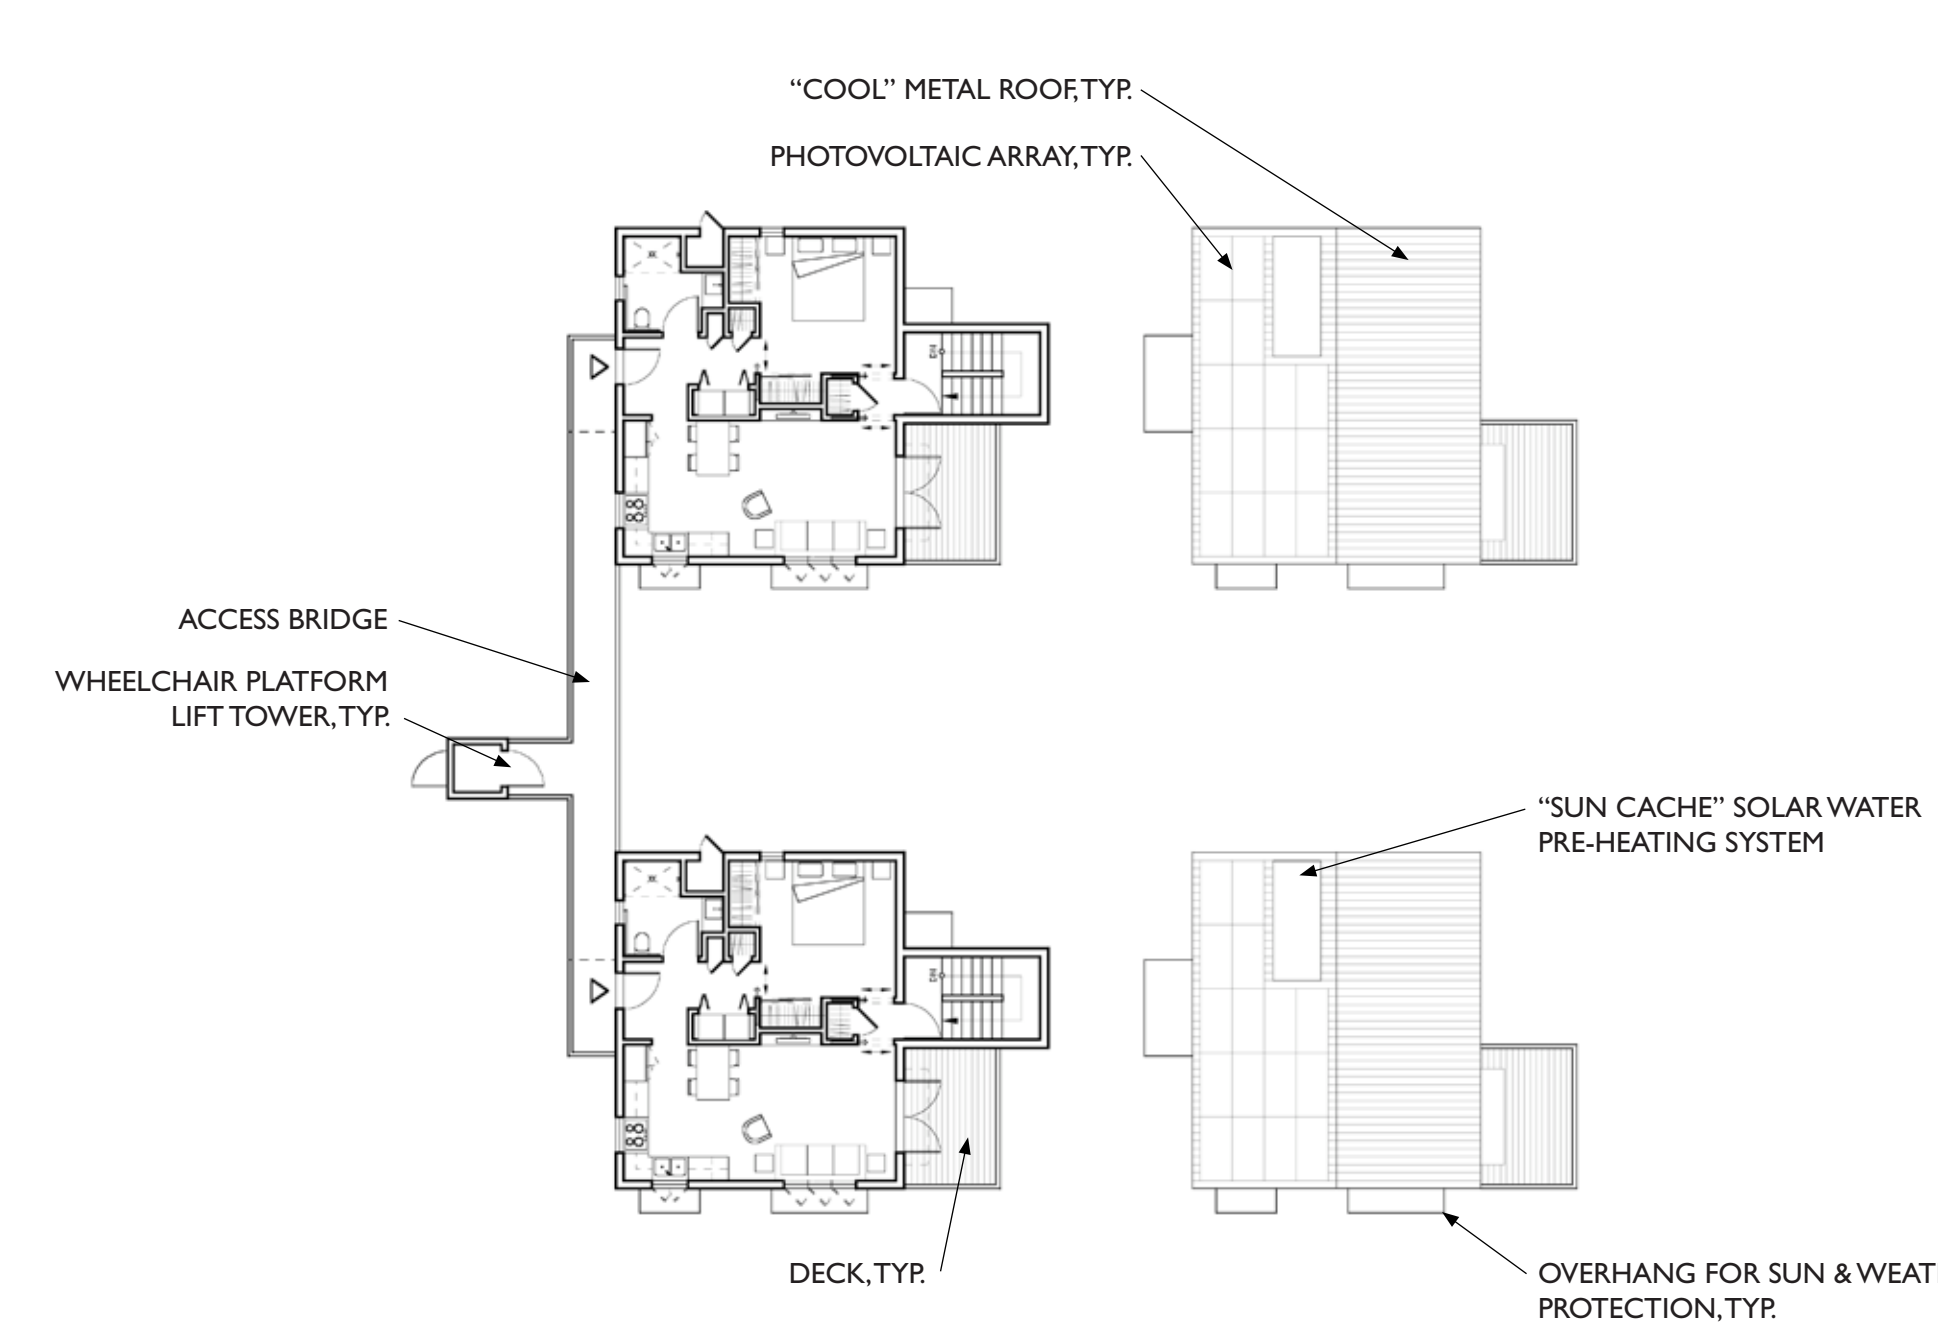 “COOL” METAL ROOF, TYP.
PHOTOVOLTAIC ARRAY, TYP.
ACCESS BRIDGE
WHEELCHAIR PLATFORM
LIFT TOWER, TYP.
“SUN CACHE” SOLAR WATER
PRE-HEATING SYSTEM
DECK, TYP.
OVERHANG FOR SUN &
PROTECTION, TYP.